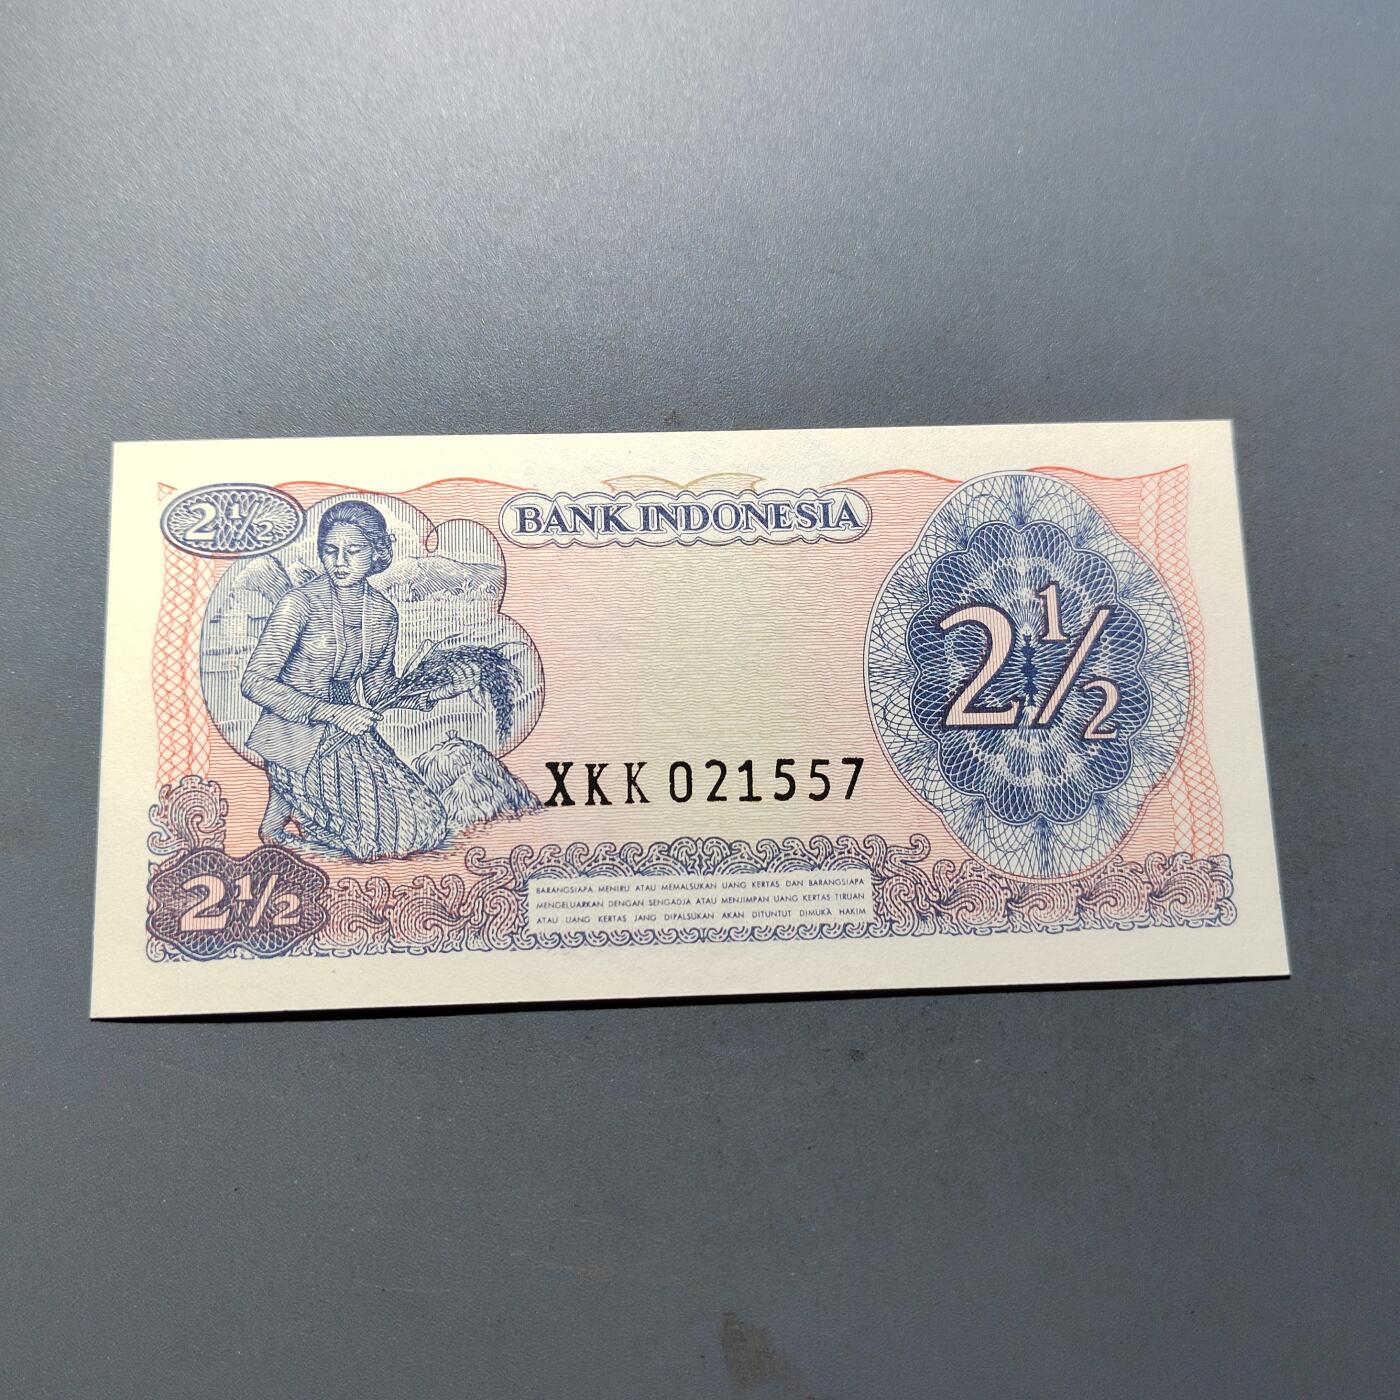 2½
BANK INDONESIA
2½
XKK 021557
2½
BARANGSIAPA MENIRU ATAU MEMALSUKAN UANG KERTAS DAN BARANGSIAPA
MENGELUARKAN DENGAN SENGADJA ATAU MENJIMPAN UANG KERTAS TIRUAN
ATAU UANG KERTAS JANG DIPALSUKAN AKAN DITUNTUT DIMUKA HAKIM